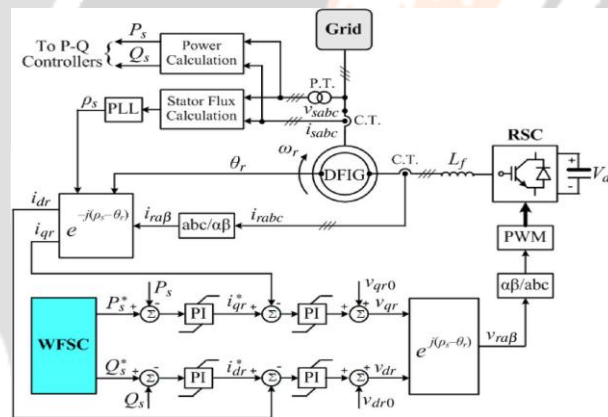 Grid
P_s
To P-Q
Controllers
Q_s
Power
Calculation
P.T.
v_sabc
i_sabc
C.T.
ρ_s
PLL
Stator Flux
Calculation
ω_r
θ_r
DFIG
C.T.
L_f
RSC
+
-
V_d
i_dr
i_qr
e^-j(ρ_s-θ_r)
i_raβ
abc/αβ
i_rabc
PWM
αβ/abc
WFSC
P_s
v_qr0
P_s^* + Σ - PI i_qr^* + Σ - PI + Σ + v_qr
e^j(ρ_s-θ_r)
v_raβ
Q_s^* + Σ - PI i_dr^* + Σ - PI + Σ + v_dr
Q_s
v_dr0